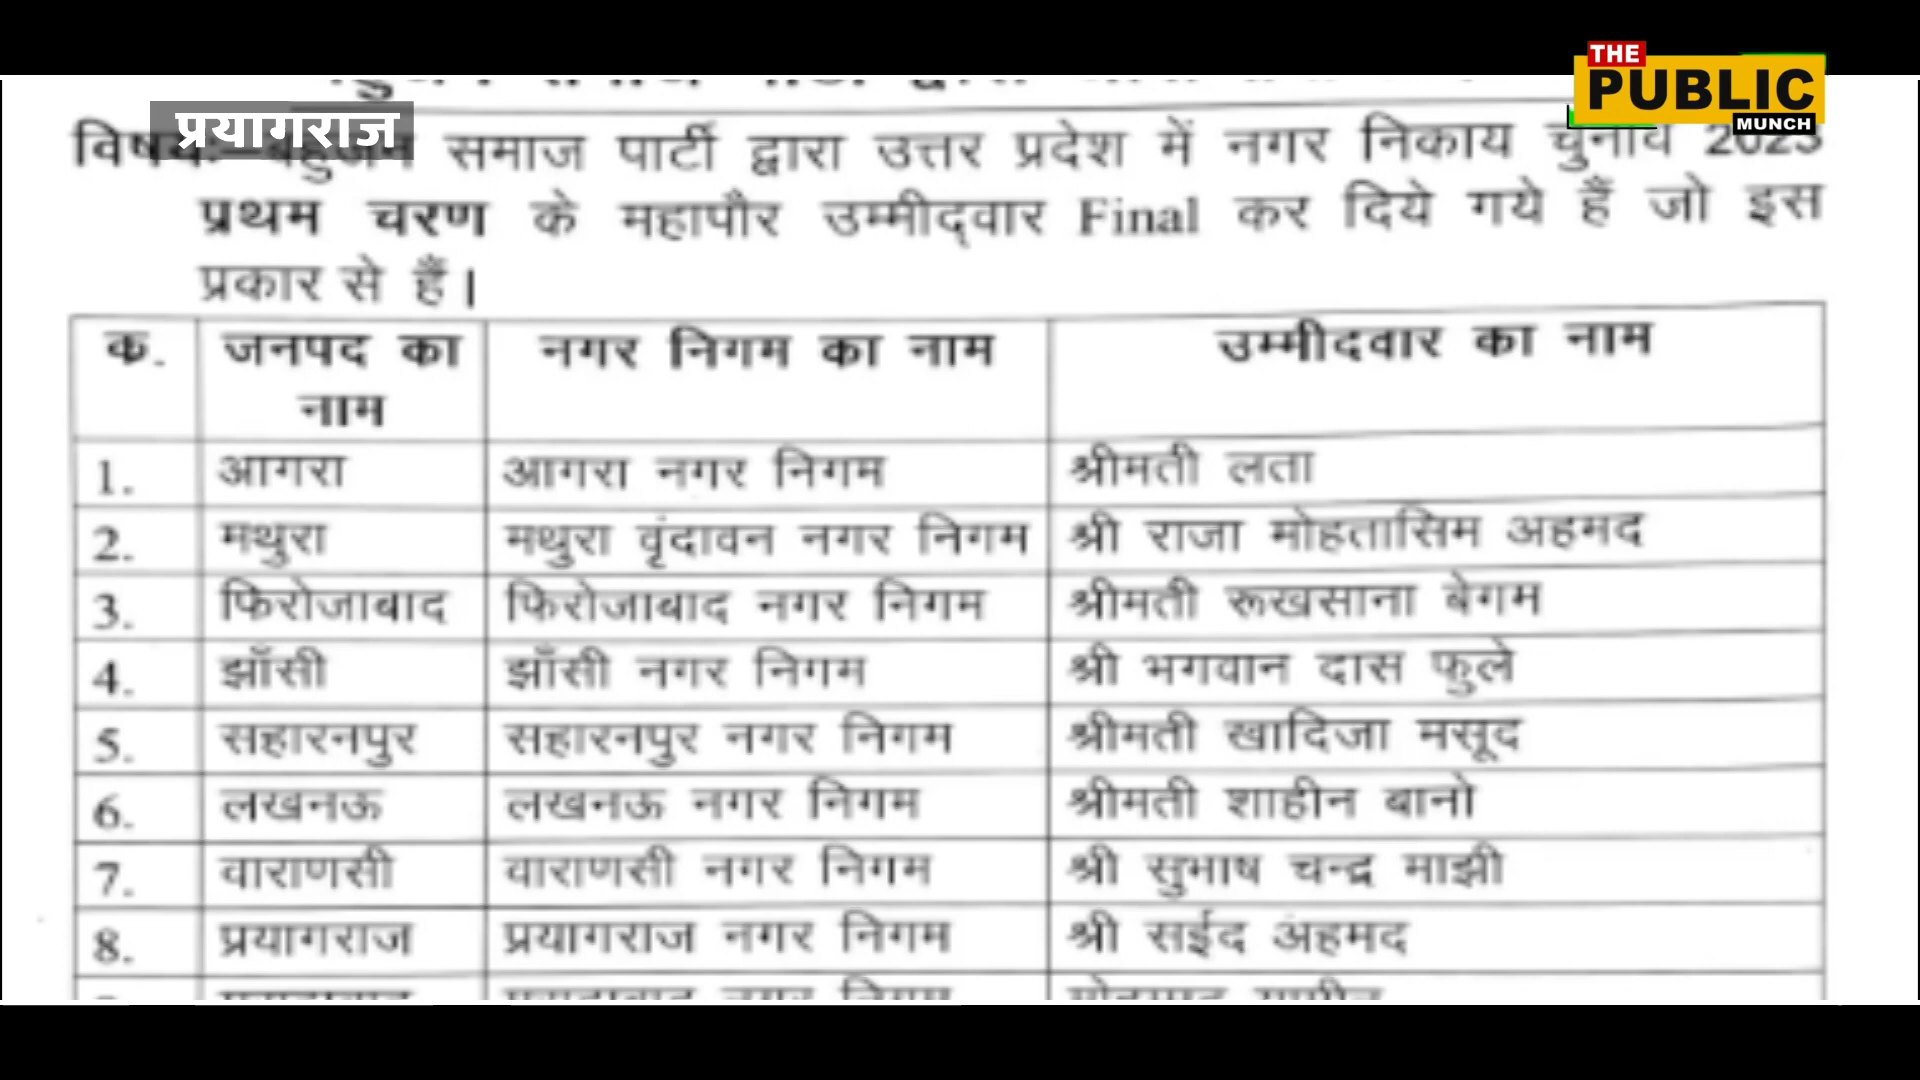 THE
PUBLIC
MUNCH
प्रयागराज
विषयः– बहुजन समाज पार्टी द्वारा उत्तर प्रदेश में नगर निकाय चुनाव 2023
प्रथम चरण के महापौर उम्मीद्वार Final कर दिये गये हैं जो इस
प्रकार से हैं।
क. जनपद का नाम नगर निगम का नाम उम्मीदवार का नाम
1. आगरा आगरा नगर निगम श्रीमती लता
2. मथुरा मथुरा वृंदावन नगर निगम श्री राजा मोहतासिम अहमद
3. फिरोजाबाद फिरोजाबाद नगर निगम श्रीमती रूखसाना बेगम
4. झाँसी झाँसी नगर निगम श्री भगवान दास फुले
5. सहारनपुर सहारनपुर नगर निगम श्रीमती खादिजा मसूद
6. लखनऊ लखनऊ नगर निगम श्रीमती शाहीन बानो
7. वाराणसी वाराणसी नगर निगम श्री सुभाष चन्द्र माझी
8. प्रयागराज प्रयागराज नगर निगम श्री सईद अहमद